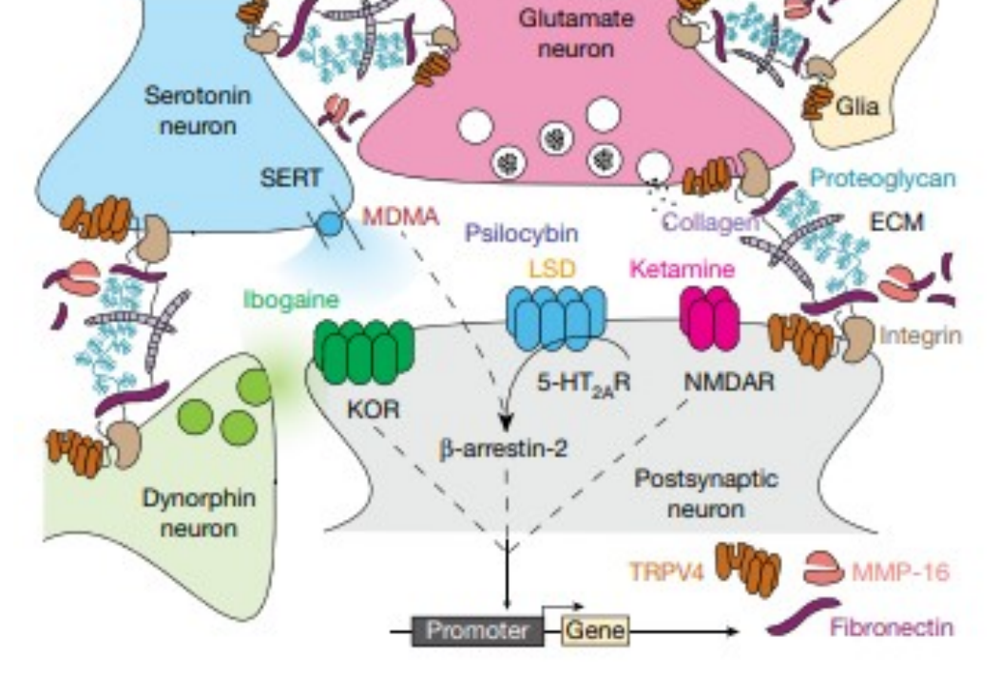 Glutamate
neuron
Serotonin
neuron
Glia
SERT
Proteoglycan
MDMA
Collagen
ECM
Psilocybin
LSD
Ketamine
Ibogaine
Integrin
5-HT2AR
NMDAR
KOR
β-arrestin-2
Postsynaptic
neuron
Dynorphin
neuron
TRPV4
MMP-16
Promoter
Gene
Fibronectin